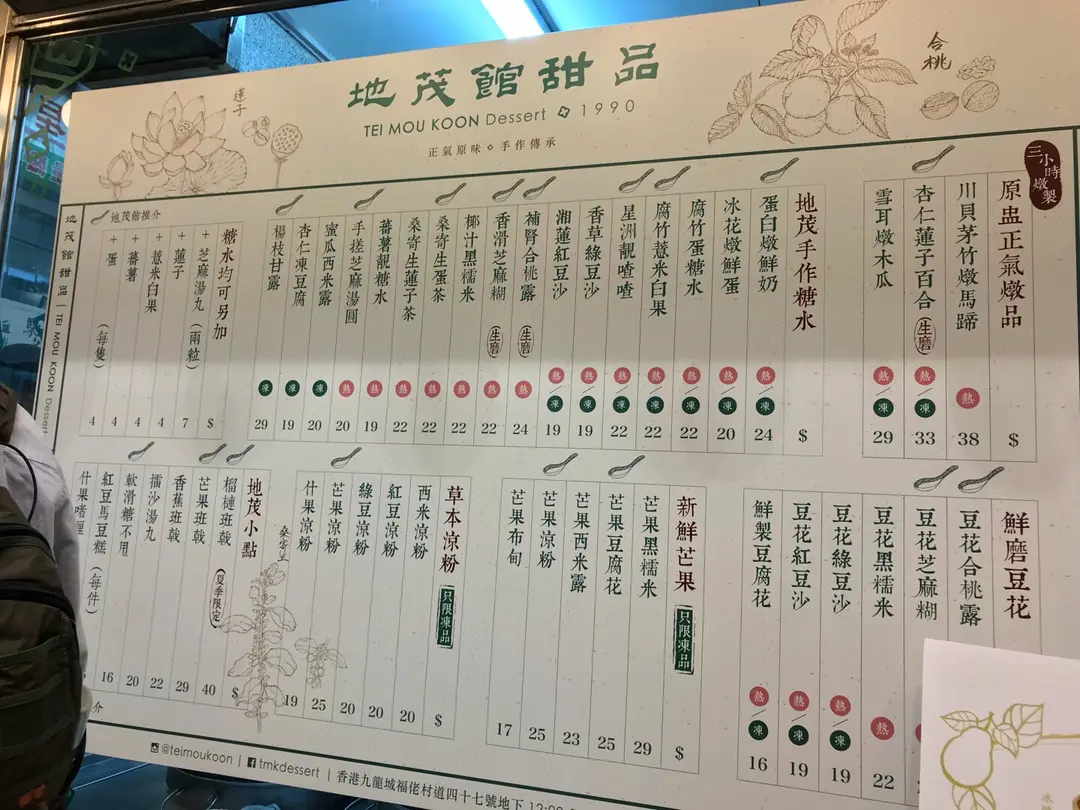 地茂館甜品
TEI MOU KOON Dessert 1990
正氣原味 手作傳承
蓮子
合桃
三小時燉製
原盅正氣燉品 $
川貝茅竹燉馬蹄 熱 38
杏仁蓮子百合(生磨) 熱/凍 33
雪耳燉木瓜 熱/凍 29
地茂手作糖水 $
蛋白燉鮮奶 熱/凍 24
冰花燉鮮蛋 熱/凍 20
腐竹蛋糖水 熱/凍 22
腐竹薏米白果 熱/凍 22
星洲靚喳喳 熱/凍 22
香草綠豆沙 熱/凍 19
湘蓮紅豆沙 熱/凍 19
補腎合桃露(生磨) 熱 24
香滑芝麻糊(生磨) 熱 22
椰汁黑糯米 熱 22
桑寄生蛋茶 熱 22
桑寄生蓮子茶 熱 22
蕃薯靚糖水 熱 19
手搓芝麻湯圓 熱 20
蜜瓜西米露 凍 20
杏仁凍豆腐 凍 19
楊枝甘露 凍 29
地茂館推介
糖水均可另加 $
+芝麻湯丸(兩粒) 7
+蓮子 4
+薏米白果 4
+蕃薯 4
+蛋(每隻) 4
地茂館甜品 | TEI MOU KOON Dessert
鮮磨豆花
豆花合桃露
豆花芝麻糊
豆花黑糯米 熱 22
豆花綠豆沙 熱/凍 19
豆花紅豆沙 熱/凍 19
鮮製豆腐花 熱/凍 16
新鮮芒果 只限凍品 $
芒果黑糯米 29
芒果豆腐花 25
芒果西米露 23
芒果涼粉 25
芒果布甸 17
草本涼粉 只限凍品 $
西米涼粉 20
紅豆涼粉 20
綠豆涼粉 20
芒果涼粉 25
什果涼粉 19
桑寄生
地茂小點 $
榴槤班戟(夏季限定) 40
芒果班戟 29
香蕉班戟 29
擂沙湯丸 22
軟滑糖不甩 20
紅豆馬豆糕(每件) 16
什果啫喱
介
@teimoukoon | tmkdessert | 香港九龍城福佬村道四十七號地下 12:00